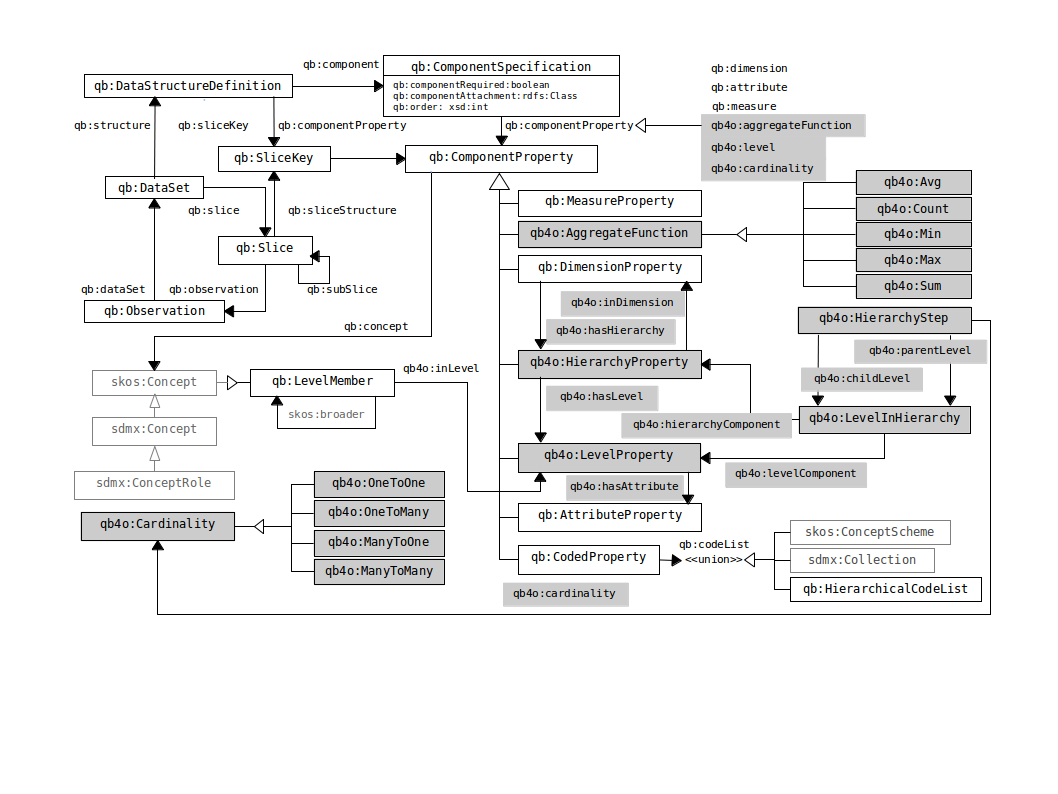 qb:component
qb:ComponentSpecification
qb:componentRequired:boolean
qb:componentAttachment:rdfs:Class
qb:order: xsd:int
qb:dimension
qb:attribute
qb:measure
qb4o:aggregateFunction
qb4o:level
qb4o:cardinality
qb:DataStructureDefinition
qb:structure
qb:sliceKey
qb:componentProperty
qb:componentProperty
qb:SliceKey
qb:ComponentProperty
qb:DataSet
qb:slice
qb:sliceStructure
qb:MeasureProperty
qb4o:AggregateFunction
qb:DimensionProperty
qb4o:Avg
qb4o:Count
qb4o:Min
qb4o:Max
qb4o:Sum
qb:Slice
qb:dataSet
qb:observation
qb:subSlice
qb:Observation
qb:concept
qb4o:inDimension
qb4o:hasHierarchy
qb4o:HierarchyProperty
qb4o:HierarchyStep
qb4o:parentLevel
qb4o:childLevel
qb4o:LevelInHierarchy
skos:Concept
qb:LevelMember
qb4o:inLevel
skos:broader
qb4o:hasLevel
qb4o:hierarchyComponent
sdmx:Concept
qb4o:LevelProperty
qb4o:levelComponent
sdmx:ConceptRole
qb4o:hasAttribute
qb:AttributeProperty
qb4o:Cardinality
qb4o:OneToOne
qb4o:OneToMany
qb4o:ManyToOne
qb4o:ManyToMany
qb:CodedProperty
qb:codeList
<<union>>
skos:ConceptScheme
sdmx:Collection
qb:HierarchicalCodeList
qb4o:cardinality